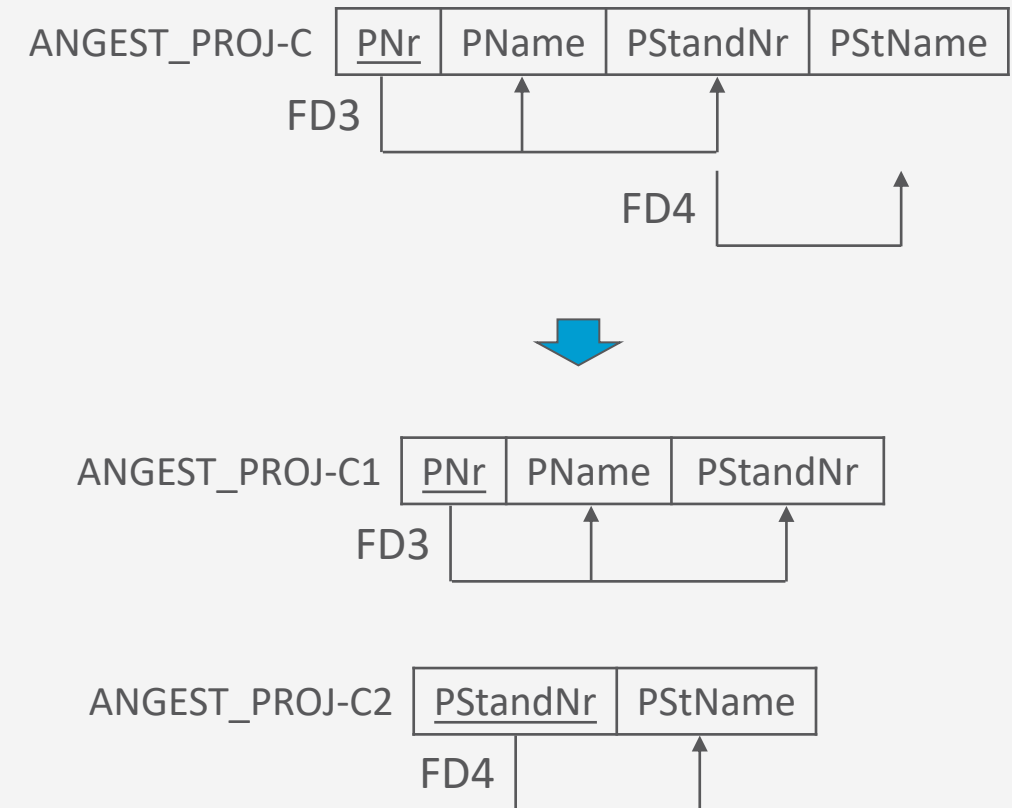 ANGEST_PROJ-C PNr PName PStandNr PStName
FD3
FD4
ANGEST_PROJ-C1 PNr PName PStandNr
FD3
ANGEST_PROJ-C2 PStandNr PStName
FD4